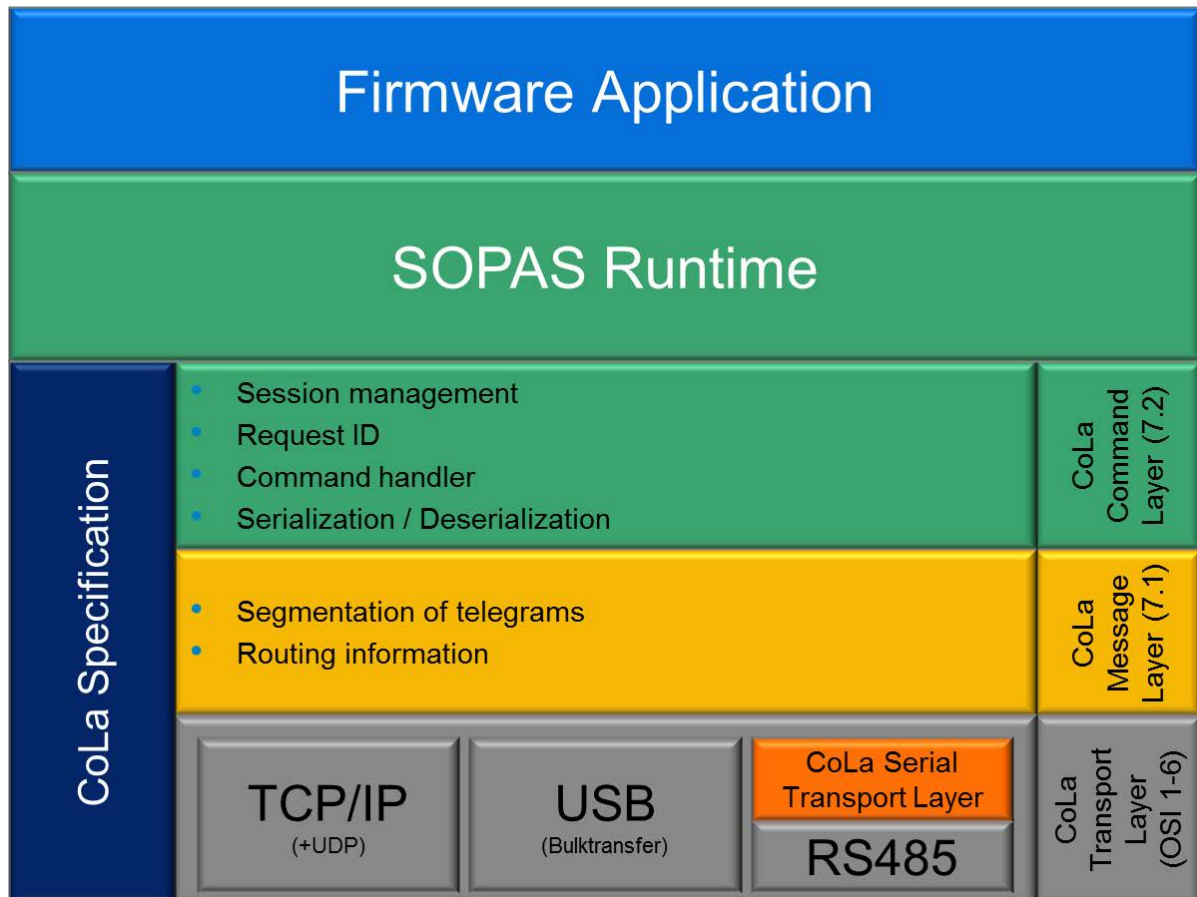 Firmware Application
SOPAS Runtime
CoLa Specification
• Session management
• Request ID
• Command handler
• Serialization / Deserialization
CoLa
Command
Layer (7.2)
• Segmentation of telegrams
• Routing information
CoLa
Message
Layer (7.1)
TCP/IP
(+UDP)
USB
(Bulktransfer)
CoLa Serial
Transport Layer
RS485
CoLa
Transport
Layer
(OSI 1-6)